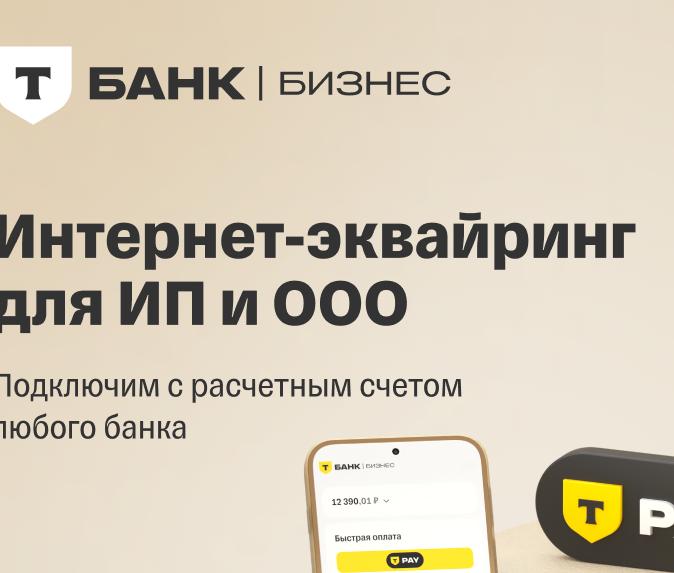 Т БАНК | БИЗНЕС
Интернет-эквайринг
для ИП и ООО
Подключим с расчетным счетом
любого банка
Т БАНК | БИЗНЕС
12 390,01 ₽
Быстрая оплата
Т PAY
Т